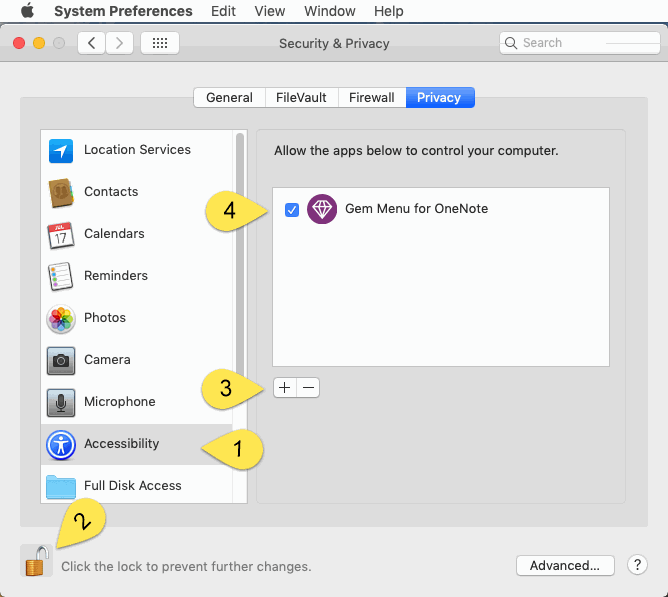 System Preferences Edit View Window Help
Security & Privacy
Search
General FileVault Firewall Privacy
Location Services
Contacts
JUL
17
Calendars
Reminders
Photos
Camera
Microphone
Accessibility
Full Disk Access
Allow the apps below to control your computer.
4
Gem Menu for OneNote
3
+ −
1
2
Click the lock to prevent further changes.
Advanced...
?